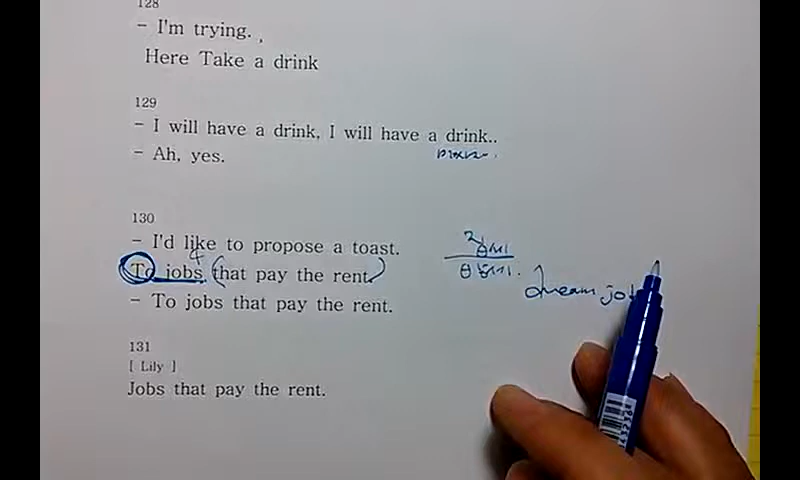 128
- I'm trying. ,
Here Take a drink
129
- I will have a drink, I will have a drink..
- Ah, yes.
130
- I'd like to propose a toast.
To jobs that pay the rent.
dream job
- To jobs that pay the rent.
131
[ Lily ]
Jobs that pay the rent.